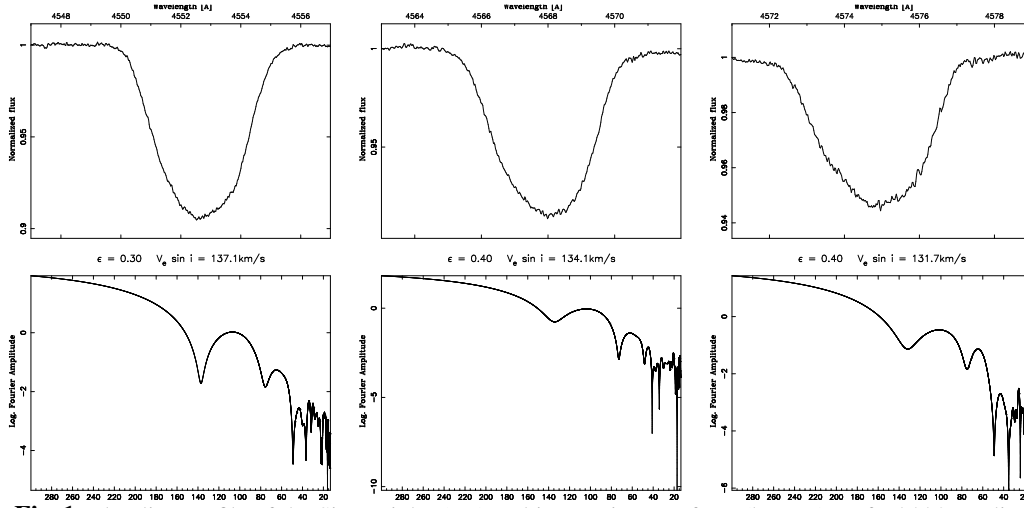 Wavelength [A] Wavelength [A] Wavelength [A]
4548 4550 4552 4554 4556
4564 4566 4568 4570
4572 4574 4576 4578
Normalized flux
1
0.95
0.9
Normalized flux
1
0.95
Normalized flux
1
0.98
0.96
0.94
ε = 0.30 Ve sin i = 137.1km/s
ε = 0.40 Ve sin i = 134.1km/s
ε = 0.40 Ve sin i = 131.7km/s
Log. Fourier Amplitude
0
−2
−4
280 260 240 220 200 180 160 140 120 100 80 60 40 20
Log. Fourier Amplitude
0
−5
−10
280 260 240 220 200 180 160 140 120 100 80 60 40 20
Log. Fourier Amplitude
0
−2
−4
−6
280 260 240 220 200 180 160 140 120 100 80 60 40 20